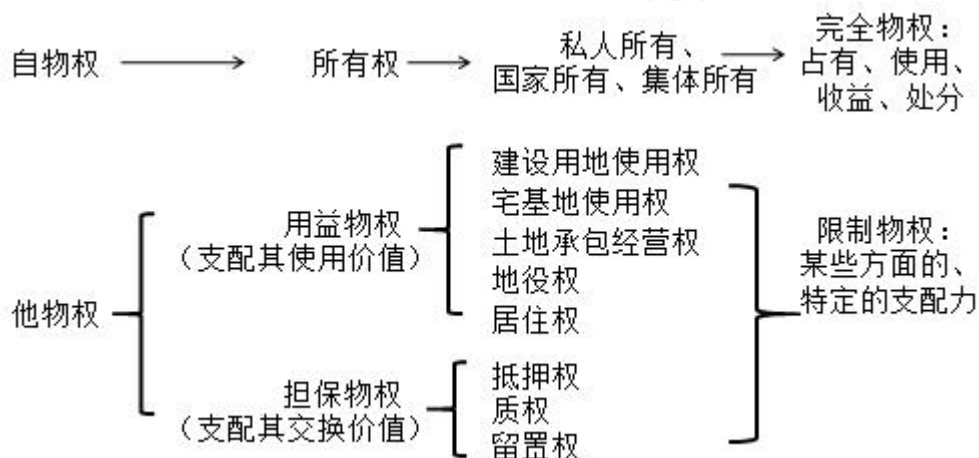 自物权
所有权
私人所有、
国家所有、集体所有
完全物权：
占有、使用、
收益、处分
他物权
用益物权
（支配其使用价值）
建设用地使用权
宅基地使用权
土地承包经营权
地役权
居住权
担保物权
（支配其交换价值）
抵押权
质权
留置权
限制物权：
某些方面的、
特定的支配力